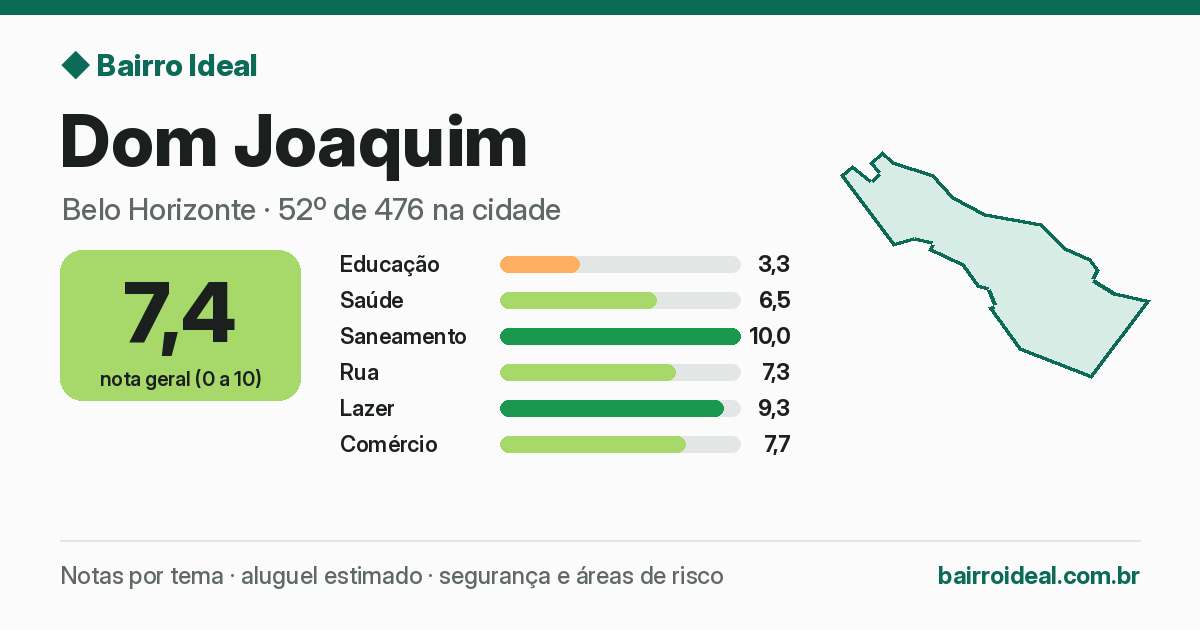 Bairro Ideal
Dom Joaquim
Belo Horizonte · 52º de 476 na cidade
7,4
nota geral (0 a 10)
Educação 3,3
Saúde 6,5
Saneamento 10,0
Rua 7,3
Lazer 9,3
Comércio 7,7
Notas por tema · aluguel estimado · segurança e áreas de risco
bairroideal.com.br